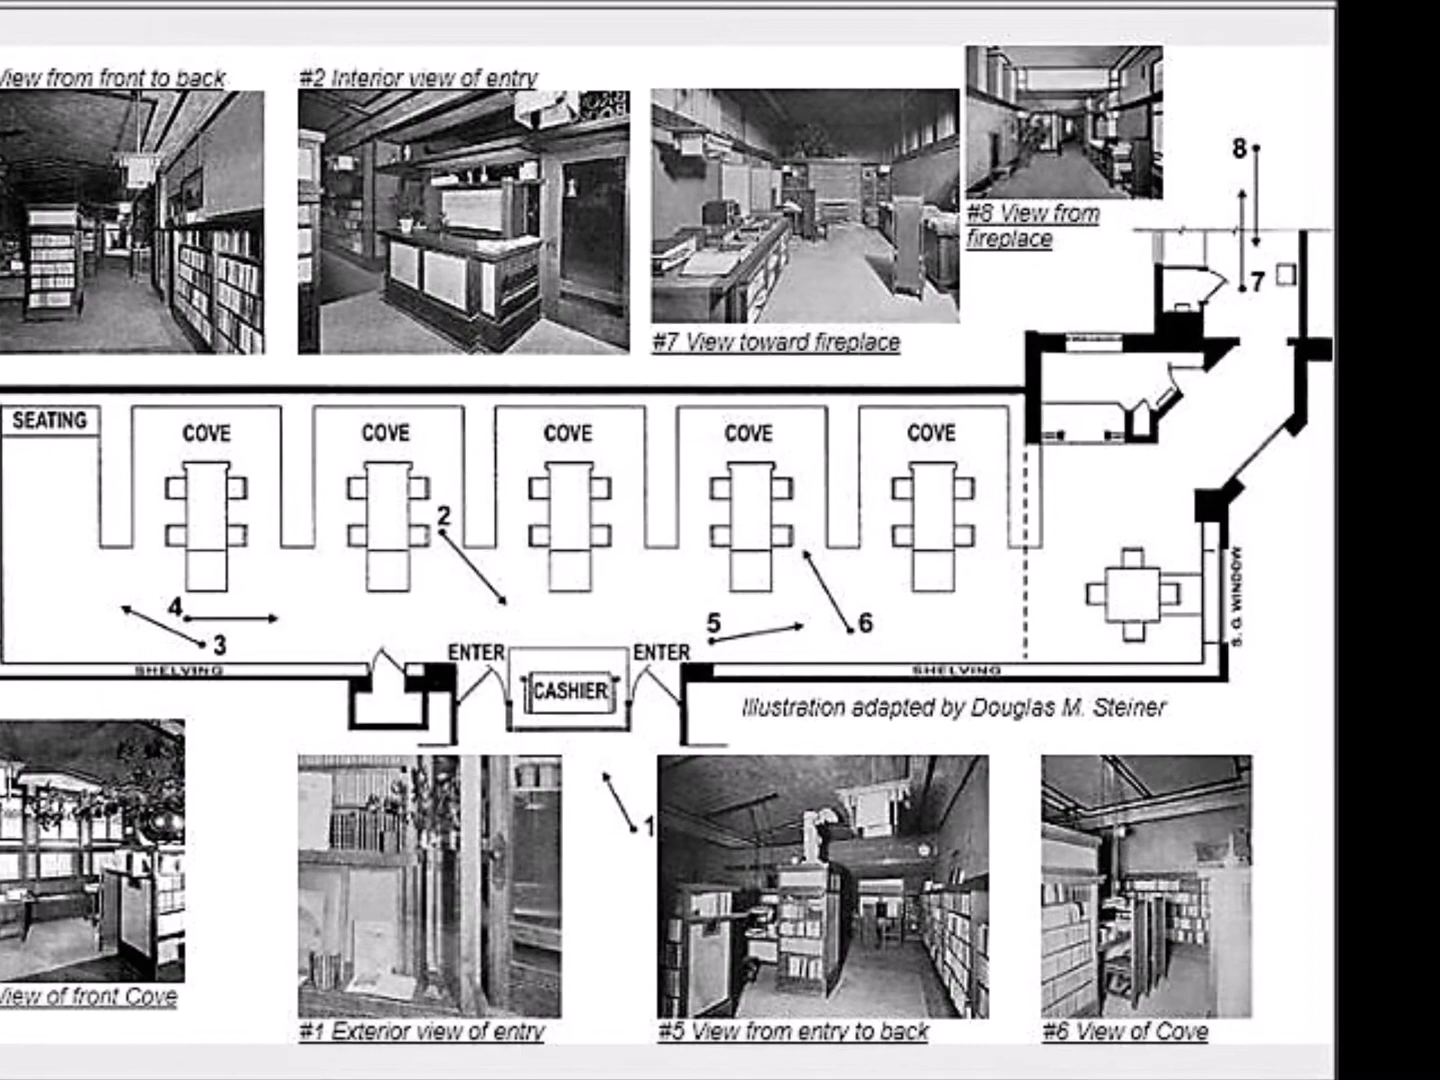 View from front to back
#2 Interior view of entry
#8 View from
fireplace
8
7
#7 View toward fireplace
SEATING
COVE
COVE
COVE
COVE
COVE
2
4
3
5
6
ENTER
ENTER
SHELVING
CASHIER
SHELVING
S. G. WINDOW
Illustration adapted by Douglas M. Steiner
1
View of front Cove
#1 Exterior view of entry
#5 View from entry to back
#6 View of Cove